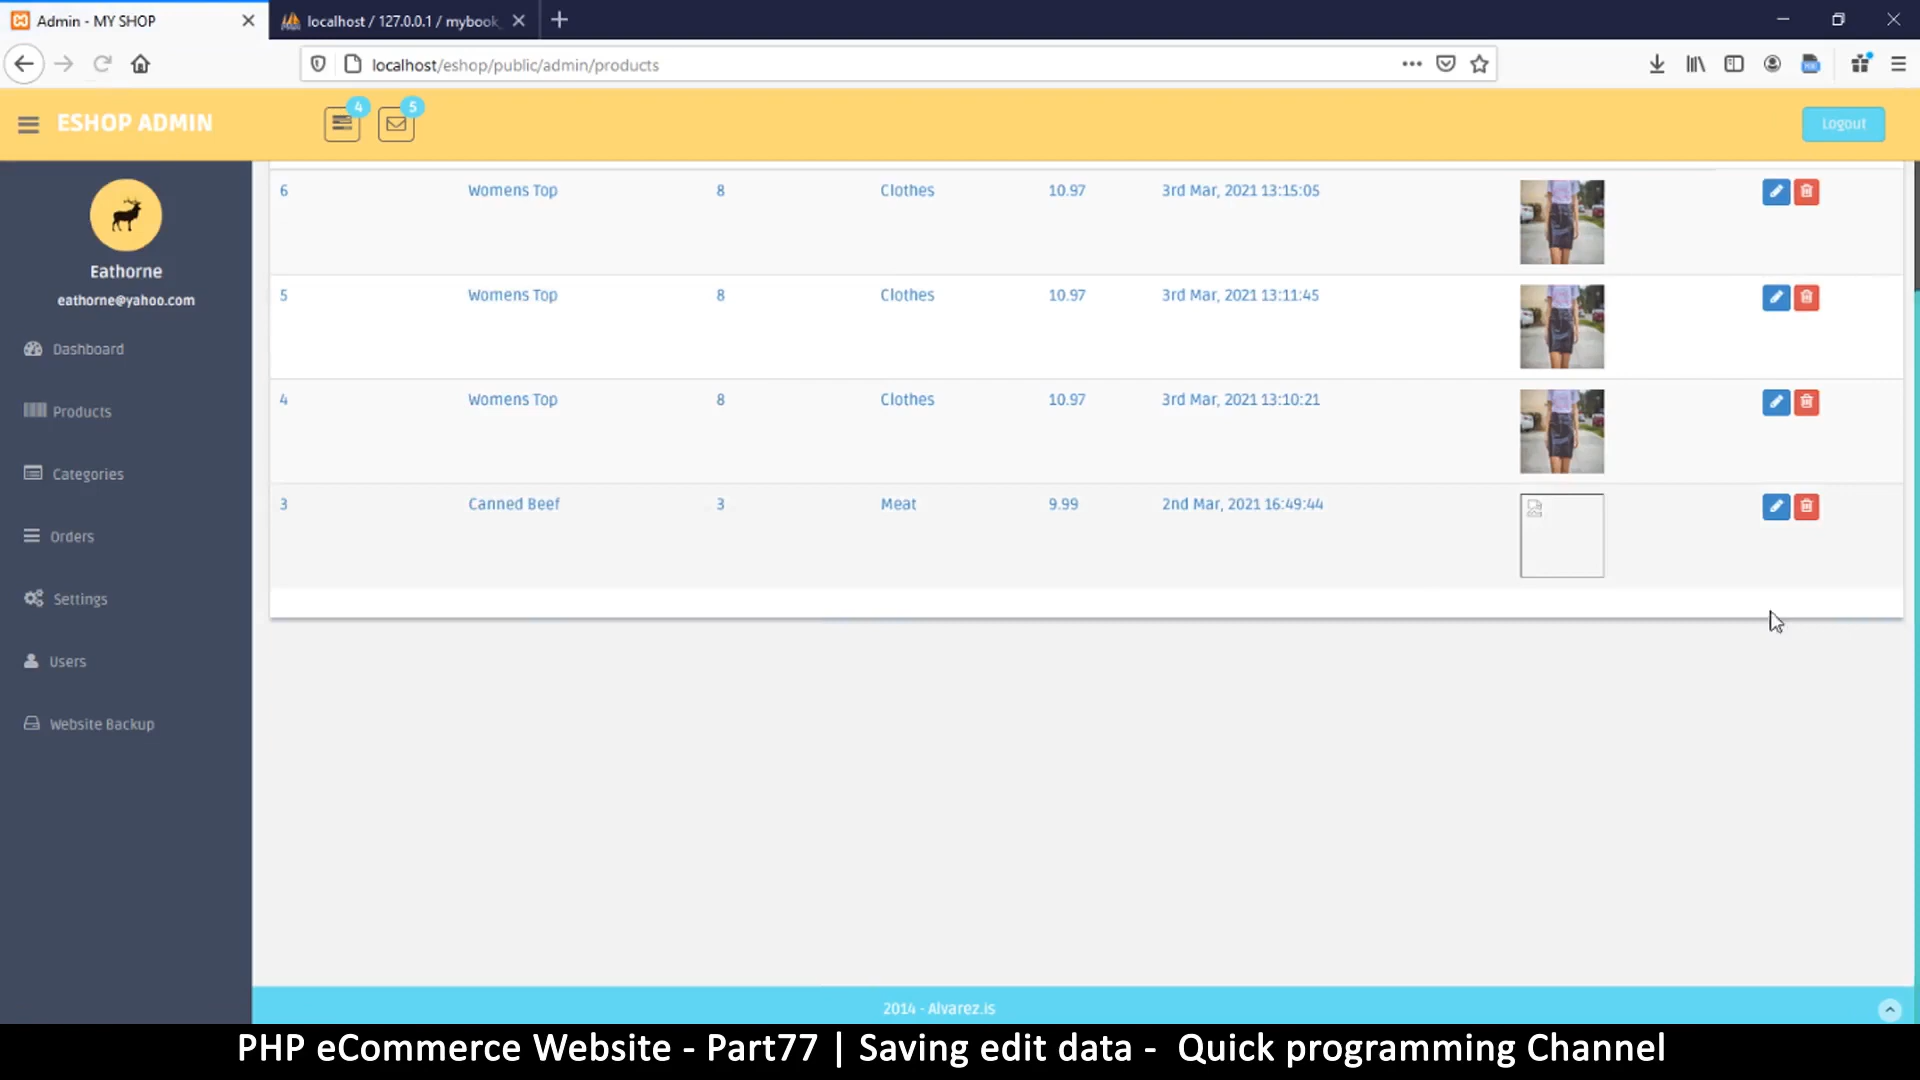 Admin - MY SHOP
localhost / 127.0.0.1 / mybook
localhost/eshop/public/admin/products
ESHOP ADMIN
4
5
Logout
Eathorne
eathorne@yahoo.com
Dashboard
Products
Categories
Orders
Settings
Users
Website Backup
6 Womens Top 8 Clothes 10.97 3rd Mar, 2021 13:15:05
5 Womens Top 8 Clothes 10.97 3rd Mar, 2021 13:11:45
4 Womens Top 8 Clothes 10.97 3rd Mar, 2021 13:10:21
3 Canned Beef 3 Meat 9.99 2nd Mar, 2021 16:49:44
2014 - Alvarez.is
PHP eCommerce Website - Part77 | Saving edit data - Quick programming Channel